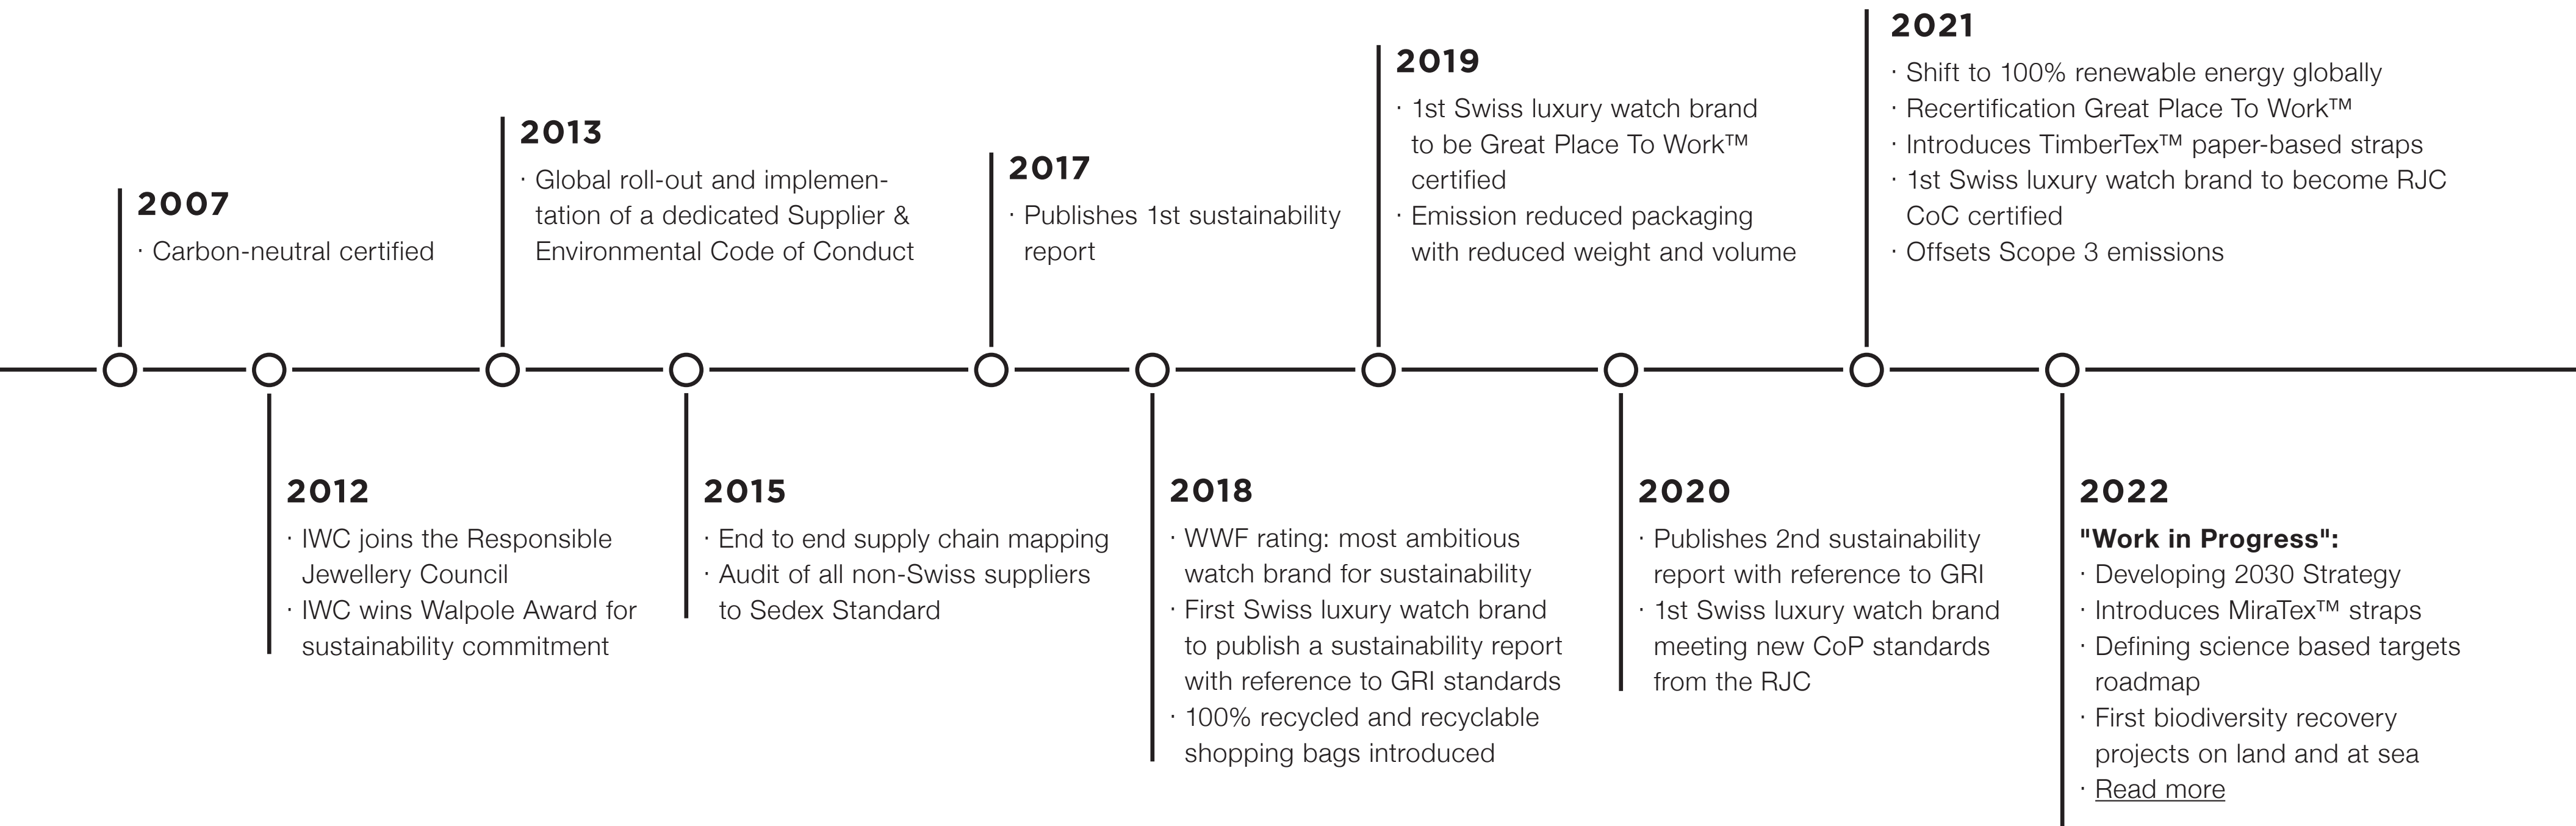 2007
· Carbon-neutral certified
2012
· IWC joins the Responsible
Jewellery Council
· IWC wins Walpole Award for
sustainability commitment
2013
· Global roll-out and implemen-
tation of a dedicated Supplier &
Environmental Code of Conduct
2015
· End to end supply chain mapping
· Audit of all non-Swiss suppliers
to Sedex Standard
2017
· Publishes 1st sustainability
report
2018
· WWF rating: most ambitious
watch brand for sustainability
· First Swiss luxury watch brand
to publish a sustainability report
with reference to GRI standards
· 100% recycled and recyclable
shopping bags introduced
2019
· 1st Swiss luxury watch brand
to be Great Place To Work™
certified
· Emission reduced packaging
with reduced weight and volume
2020
· Publishes 2nd sustainability
report with reference to GRI
· 1st Swiss luxury watch brand
meeting new CoP standards
from the RJC
2021
· Shift to 100% renewable energy globally
· Recertification Great Place To Work™
· Introduces TimberTex™ paper-based straps
· 1st Swiss luxury watch brand to become RJC
CoC certified
· Offsets Scope 3 emissions
2022
"Work in Progress":
· Developing 2030 Strategy
· Introduces MiraTex™ straps
· Defining science based targets
roadmap
· First biodiversity recovery
projects on land and at sea
· Read more